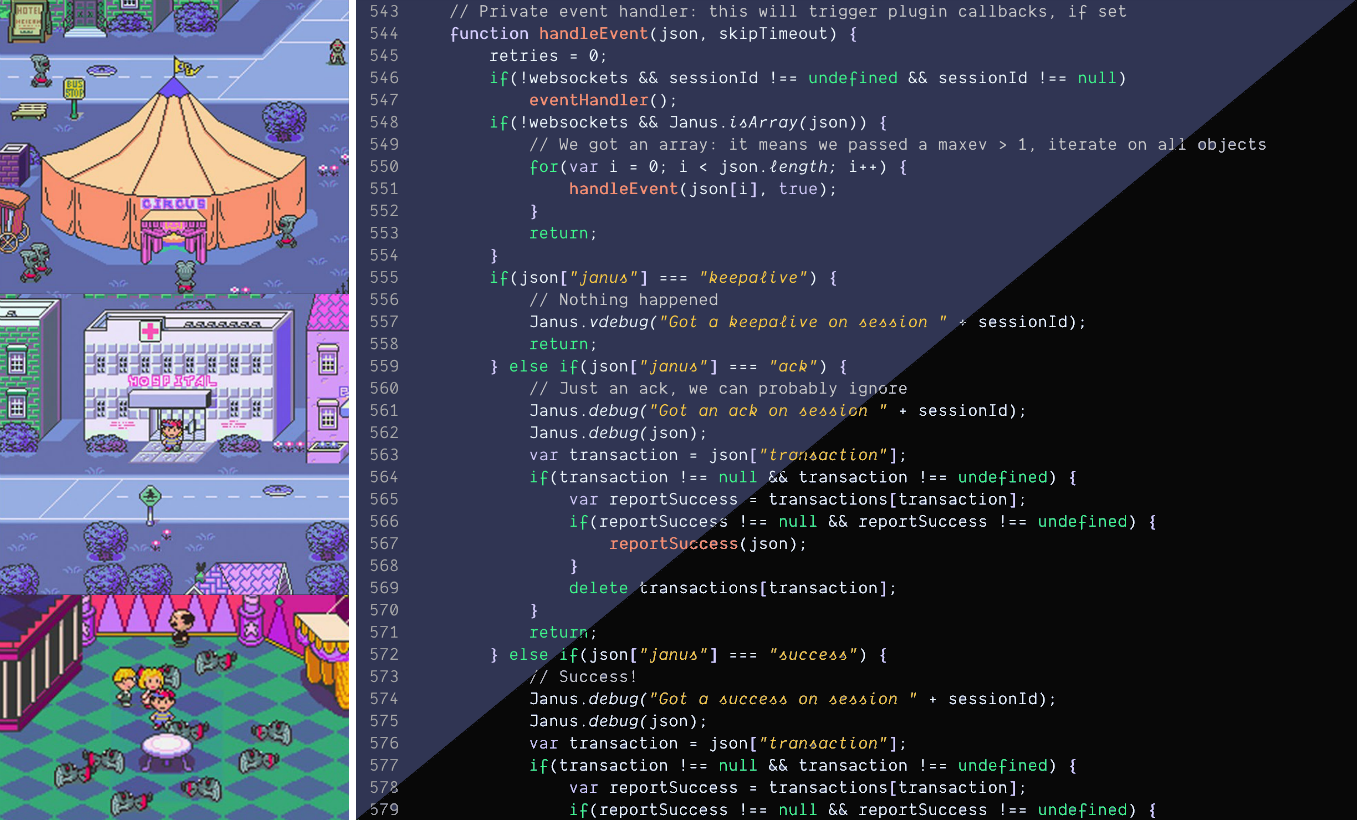 HOTEL
BUS
STOP
CIRCUS
HOSPITAL
543 // Private event handler: this will trigger plugin callbacks, if set
544 function handleEvent(json, skipTimeout) {
545 retries = 0;
546 if(!websockets && sessionId !== undefined && sessionId !== null)
547 eventHandler();
548 if(!websockets && Janus.isArray(json)) {
549 // We got an array: it means we passed a maxev > 1, iterate on all objects
550 for(var i = 0; i < json.length; i++) {
551 handleEvent(json[i], true);
552 }
553 return;
554 }
555 if(json["janus"] === "keepalive") {
556 // Nothing happened
557 Janus.vdebug("Got a keepalive on session " + sessionId);
558 return;
559 } else if(json["janus"] === "ack") {
560 // Just an ack, we can probably ignore
561 Janus.debug("Got an ack on session " + sessionId);
562 Janus.debug(json);
563 var transaction = json["transaction"];
564 if(transaction !== null && transaction !== undefined) {
565 var reportSuccess = transactions[transaction];
566 if(reportSuccess !== null && reportSuccess !== undefined) {
567 reportSuccess(json);
568 }
569 delete transactions[transaction];
570 }
571 return;
572 } else if(json["janus"] === "success") {
573 // Success!
574 Janus.debug("Got a success on session " + sessionId);
575 Janus.debug(json);
576 var transaction = json["transaction"];
577 if(transaction !== null && transaction !== undefined) {
578 var reportSuccess = transactions[transaction];
579 if(reportSuccess !== null && reportSuccess !== undefined) {